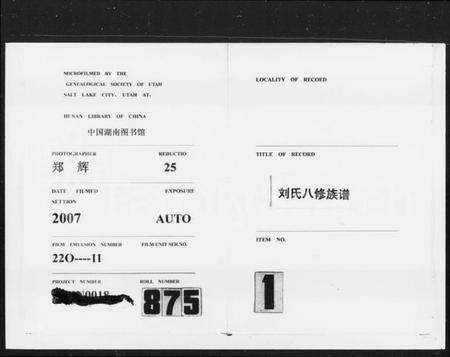 MICROFILMED BY THE
GENEALOGICAL SOCIETY OF UTAH
SALT LAKE CITY, UTAH AT:
HUNAN LIBRARY OF CHINA
中国湖南图书馆
PHOTOGRAPHER REDUCTIO
郑 辉 25
DATE FILMED EXPOSURE
SETTION
2007 AUTO
FILM EMULSION NUMBER FILM UNIT SER.NO.
22O----11
PROJECT NUMBER ROLL NUMBER
0018 875
LOCALITY OF RECOED
TITLE OF RECORD
刘氏八修族谱
ITEM NO.
1